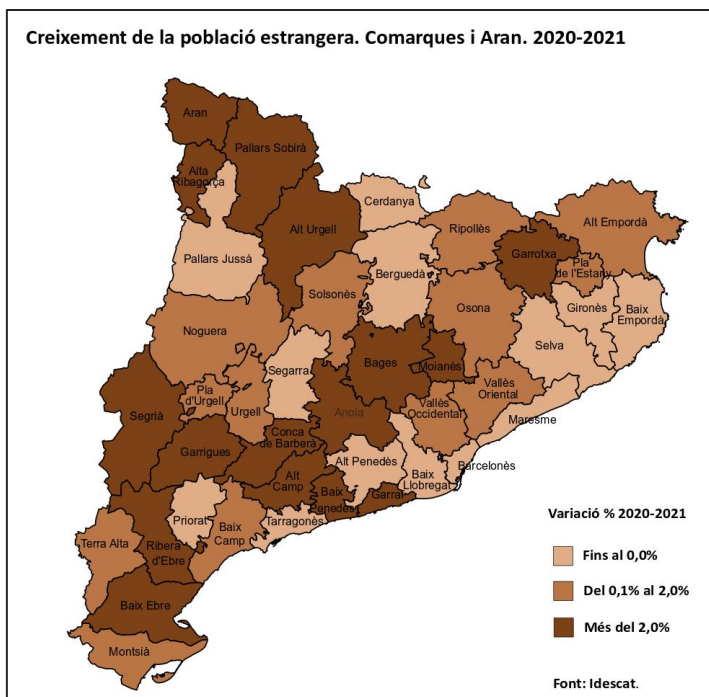 Creixement de la població estrangera. Comarques i Aran. 2020-2021
Aran
Pallars Sobirà
Alta
Ribagorça
Cerdanya
Alt Urgell
Ripollès
Alt Empordà
Garrotxa
Pla
de l'Estany
Pallars Jussà
Berguedà
Solsonès
Osona
Gironès
Baix
Empordà
Noguera
Selva
Segarra
Bages
Moianès
Pla
d'Urgell
Urgell
Segrià
Anoia
Vallès
Occidental
Vallès
Oriental
Maresme
Conca
de Barberà
Garrigues
Alt Penedès
Barcelonès
Baix
Llobregat
Alt
Camp
Baix
Penedès
Garraf
Priorat
Baix
Camp
Tarragonès
Terra Alta
Ribera
d'Ebre
Baix Ebre
Montsià
Variació % 2020-2021
Fins al 0,0%
Del 0,1% al 2,0%
Més del 2,0%
Font: Idescat.